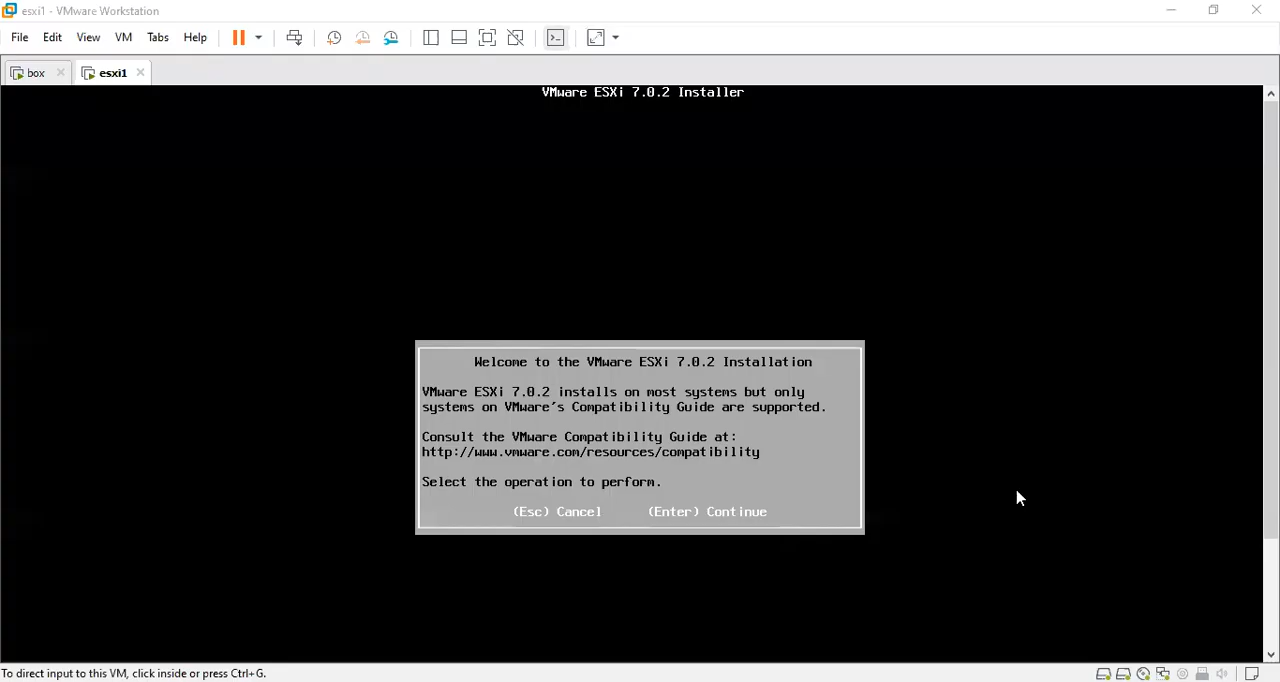 esxi1 - VMware Workstation
File Edit View VM Tabs Help
box esxi1
VMware ESXi 7.0.2 Installer
Welcome to the VMware ESXi 7.0.2 Installation
VMware ESXi 7.0.2 installs on most systems but only
systems on VMware's Compatibility Guide are supported.
Consult the VMware Compatibility Guide at:
http://www.vmware.com/resources/compatibility
Select the operation to perform.
(Esc) Cancel (Enter) Continue
To direct input to this VM, click inside or press Ctrl+G.